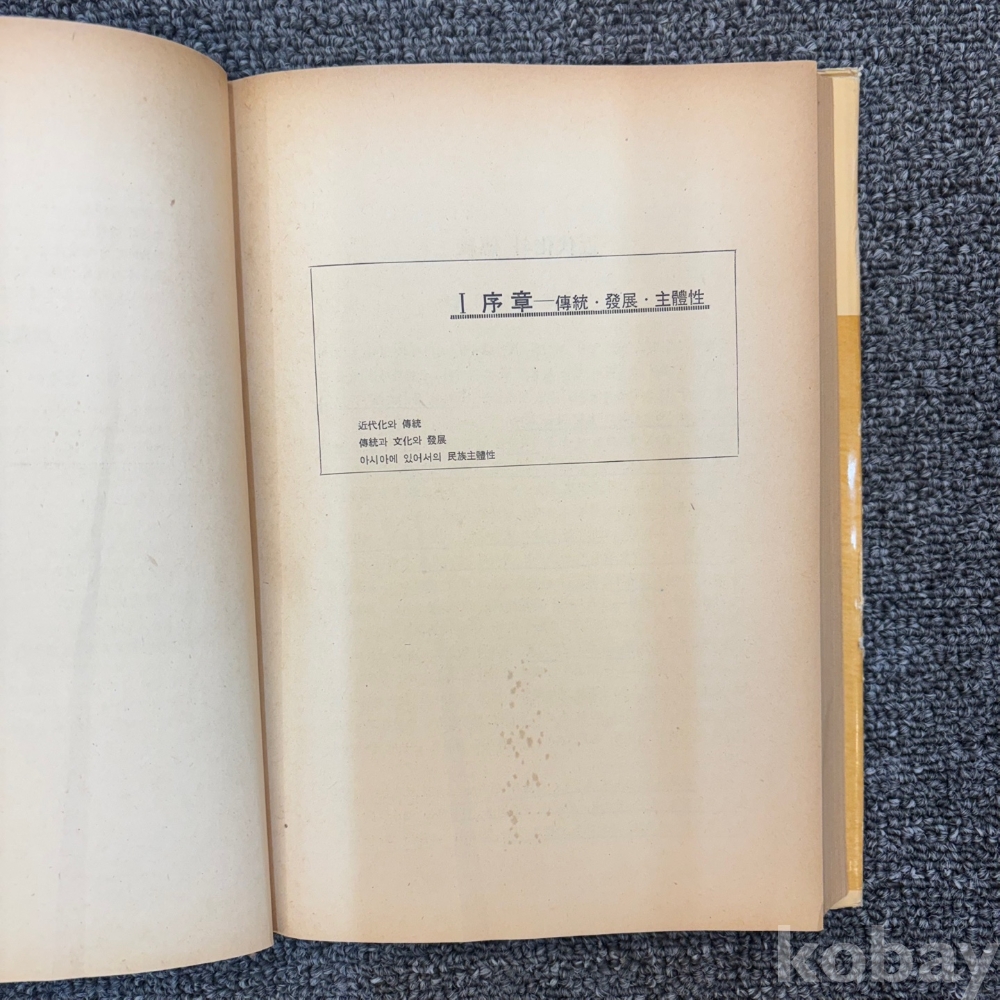 I 序章—傳統·發展·主體性
近代化와 傳統
傳統과 文化와 發展
아시아에 있어서의 民族主體性
kobay